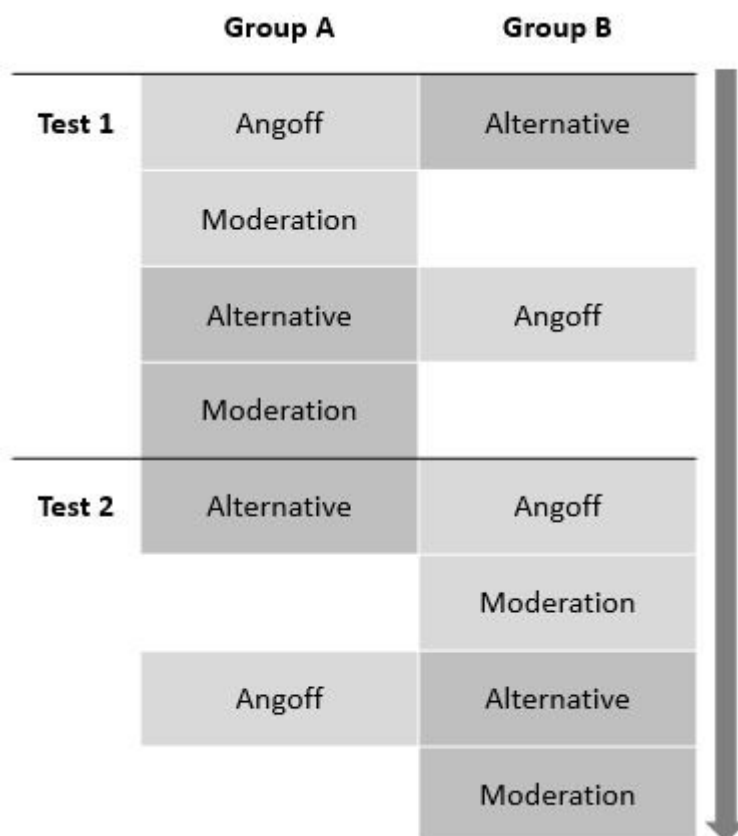 Group A Group B
Test 1 Angoff Alternative
Moderation
Alternative Angoff
Moderation
Test 2 Alternative Angoff
Moderation
Angoff Alternative
Moderation